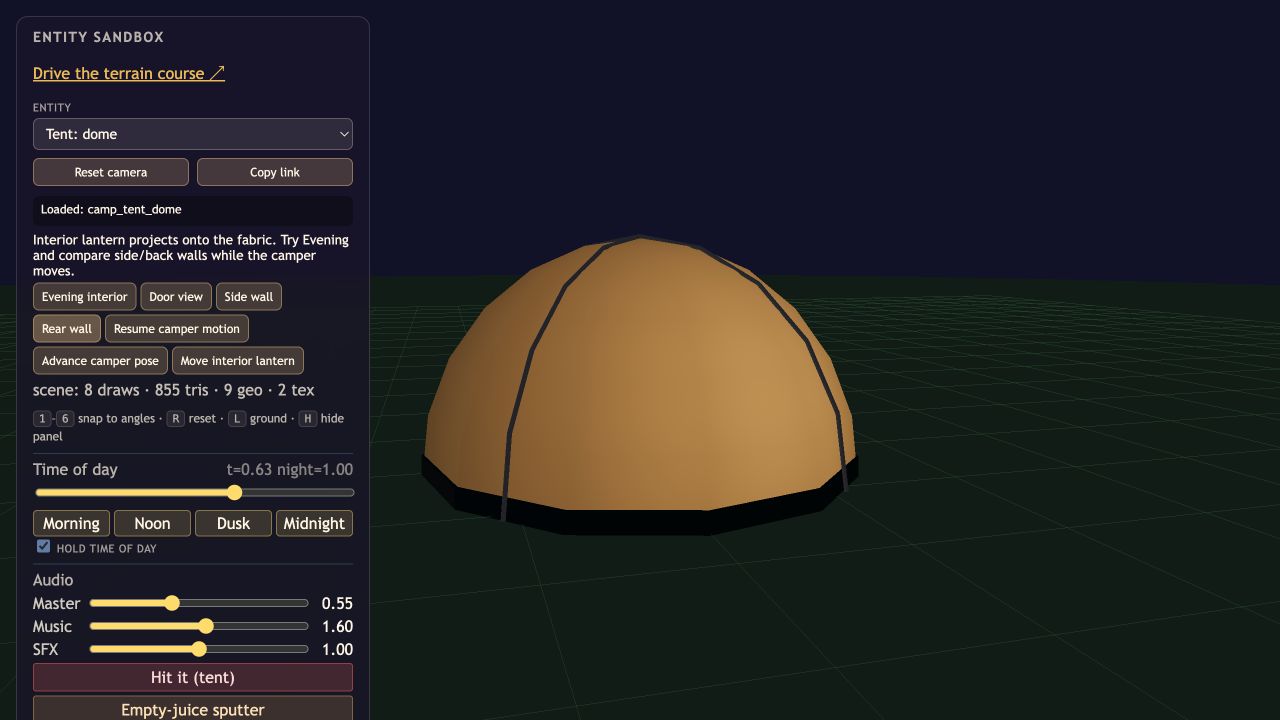 ENTITY SANDBOX
Drive the terrain course ↗
ENTITY
Tent: dome
Reset camera
Copy link
Loaded: camp_tent_dome
Interior lantern projects onto the fabric. Try Evening
and compare side/back walls while the camper
moves.
Evening interior
Door view
Side wall
Rear wall
Resume camper motion
Advance camper pose
Move interior lantern
scene: 8 draws · 855 tris · 9 geo · 2 tex
1-6 snap to angles · R reset · L ground · H hide
panel
Time of day t=0.63 night=1.00
Morning
Noon
Dusk
Midnight
HOLD TIME OF DAY
Audio
Master 0.55
Music 1.60
SFX 1.00
Hit it (tent)
Empty-juice sputter